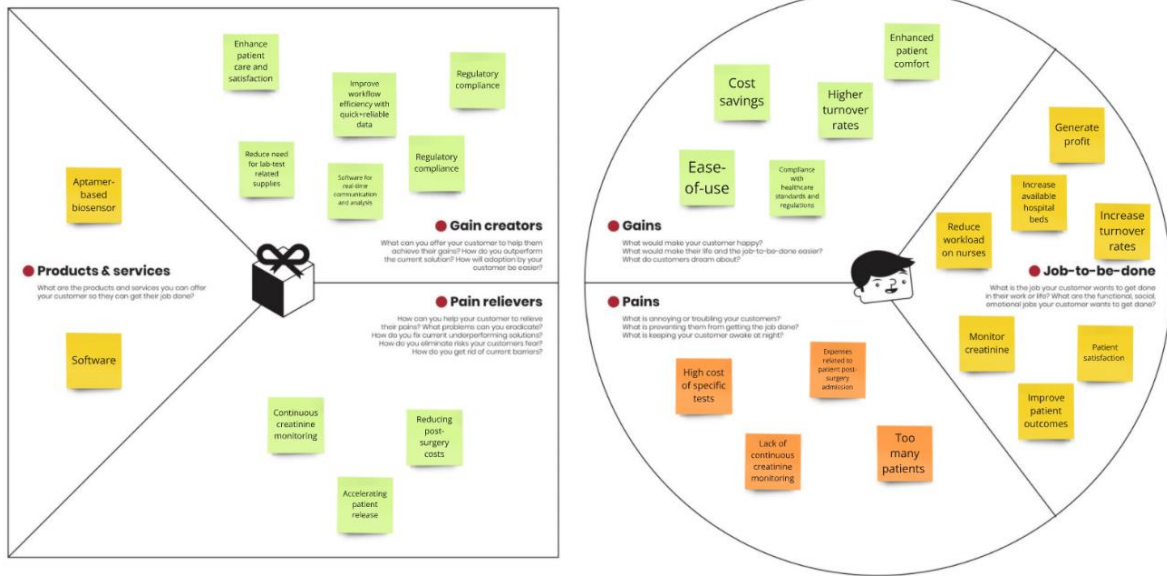 Enhance
patient
care and
satisfaction
Improve
workflow
efficiency with
quick+reliable
data
Regulatory
compliance
Reduce need
for lab-test
related
supplies
Software for
real-time
communication
and analysis
Regulatory
compliance
Gain creators
What can you offer your customer to help them
achieve their gains? How do you outperform
the current solution? How will adoption by your
customer be easier?
Aptamer-
based
biosensor
Products & services
What are the products and services you can offer
your customer so they can get their job done?
Software
Pain relievers
How can you help your customer to relieve
their pains? What problems can you eradicate?
How do you fix current underperforming solutions?
How do you eliminate risks your customers fear?
How do you get rid of current barriers?
Continuous
creatinine
monitoring
Reducing
post-
surgery
costs
Accelerating
patient
release
Enhanced
patient
comfort
Cost
savings
Higher
turnover
rates
Ease-
of-use
Compliance
with
healthcare
standards and
regulations
Gains
What would make your customer happy?
What would make their life and the job-to-be-done easier?
What do customers dream about?
Pains
What is annoying or troubling your customers?
What is preventing them from getting the job done?
What is keeping your customer awake at night?
High cost
of specific
tests
Expenses
related to
patient post-
surgery
admission
Lack of
continuous
creatinine
monitoring
Too
many
patients
Generate
profit
Increase
available
hospital
beds
Reduce
workload
on nurses
Increase
turnover
rates
Job-to-be-done
What is the job your customer wants to get done
in their work or life? What are the functional, social,
emotional jobs your customer wants to get done?
Monitor
creatinine
Patient
satisfaction
Improve
patient
outcomes